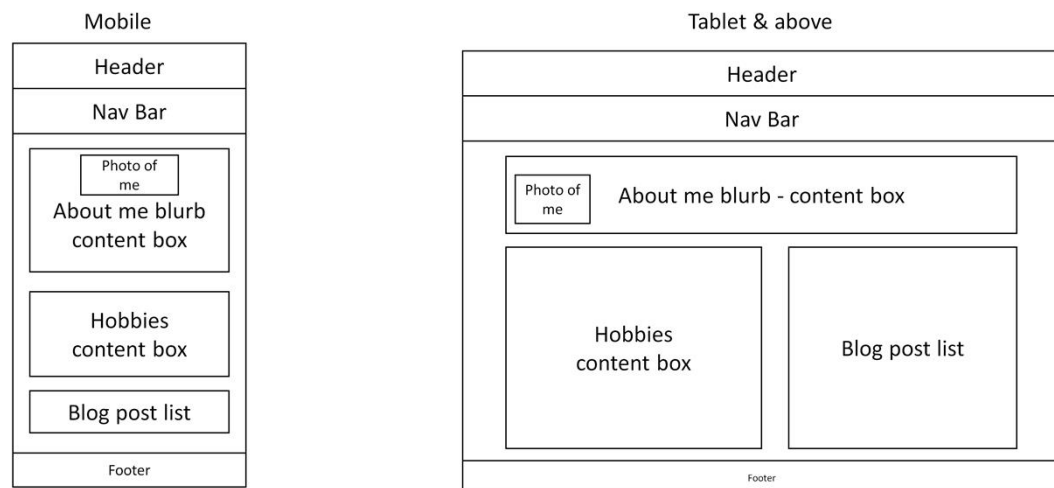 Mobile
Header
Nav Bar
Photo of
me
About me blurb
content box
Hobbies
content box
Blog post list
Footer
Tablet & above
Header
Nav Bar
Photo of
me
About me blurb - content box
Hobbies
content box
Blog post list
Footer